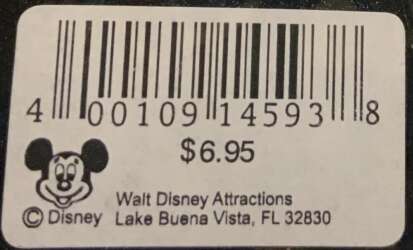 4 00109 14593 8
$6.95
Walt Disney Attractions
© Disney Lake Buena Vista, FL 32830